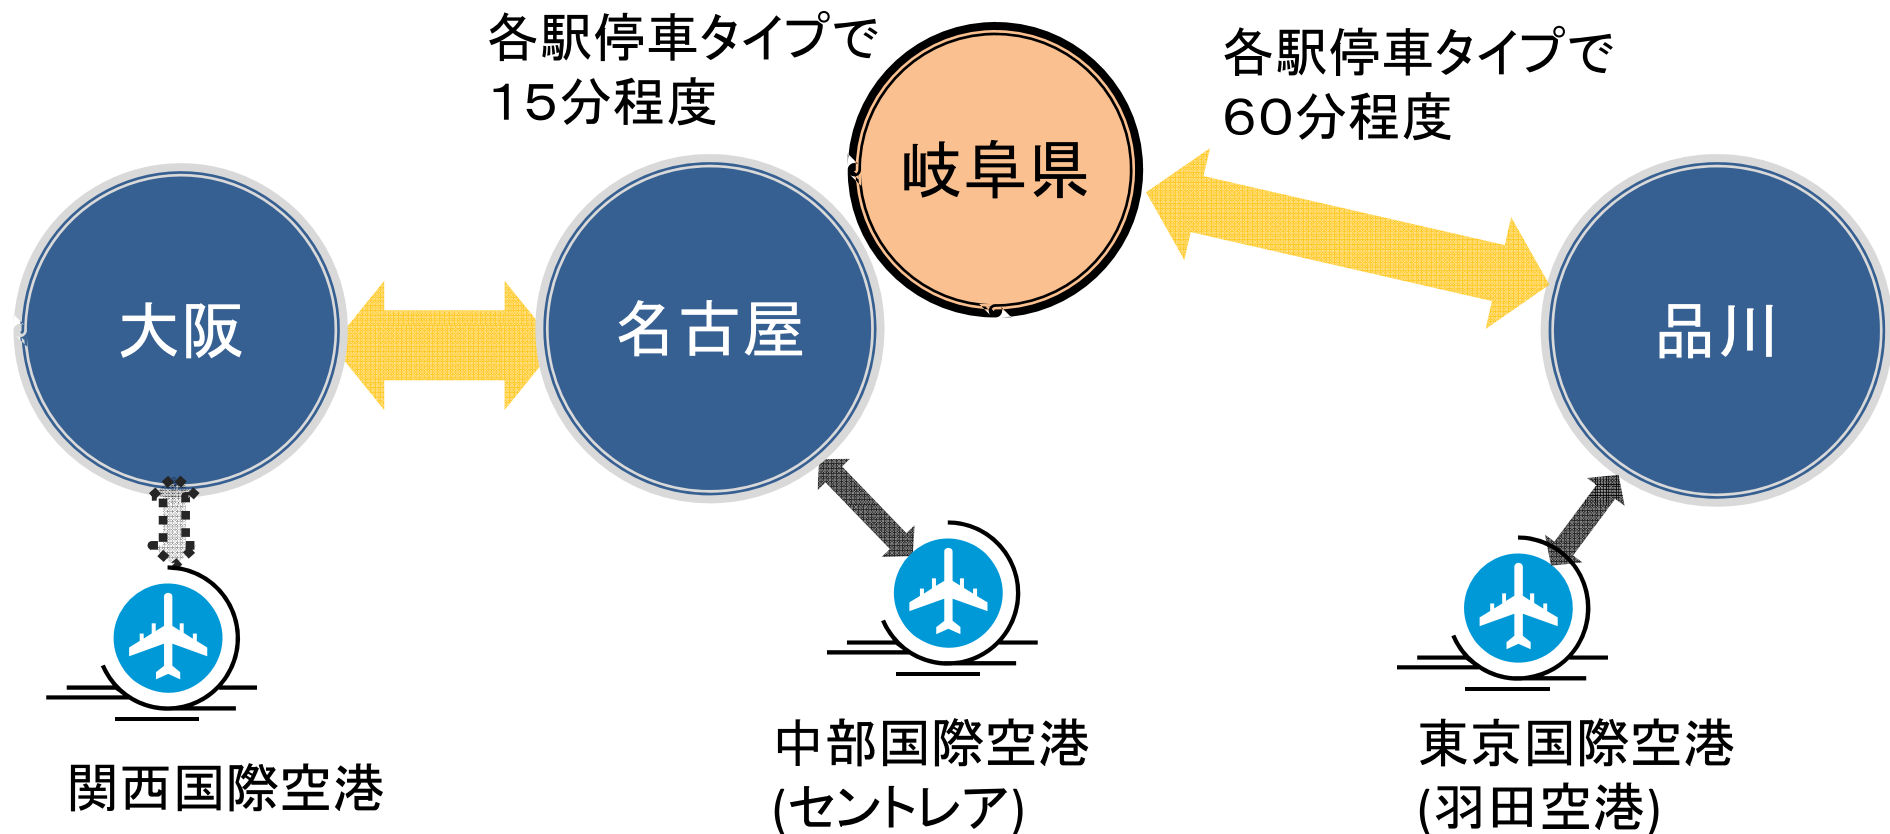 各駅停車タイプで
15分程度
岐阜県
各駅停車タイプで
60分程度
大阪
名古屋
品川
関西国際空港
中部国際空港
(セントレア)
東京国際空港
(羽田空港)